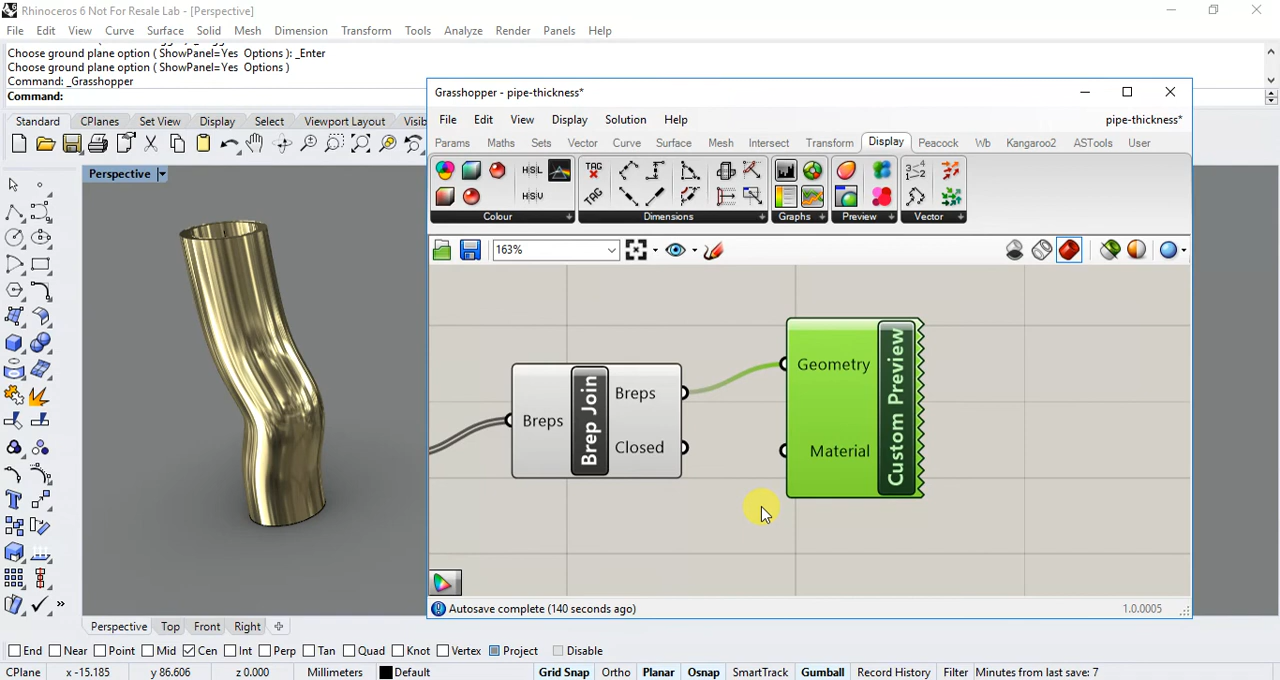 Rhinoceros 6 Not For Resale Lab - [Perspective]
File Edit View Curve Surface Solid Mesh Dimension Transform Tools Analyze Render Panels Help
Choose ground plane option ( ShowPanel=Yes Options ): _Enter
Choose ground plane option ( ShowPanel=Yes Options )
Command: _Grasshopper
Command:
Standard CPlanes Set View Display Select Viewport Layout
Perspective
Grasshopper - pipe-thickness*
File Edit View Display Solution Help pipe-thickness*
Params Maths Sets Vector Curve Surface Mesh Intersect Transform Display Peacock Wb Kangaroo2 ASTools User
HSL TAG
HSV TAG
Colour Dimensions Graphs Preview Vector
163%
Breps Brep Join Breps Closed
Geometry Material Custom Preview
Autosave complete (140 seconds ago) 1.0.0005
Perspective Top Front Right
End Near Point Mid Cen Int Perp Tan Quad Knot Vertex Project Disable
CPlane x -15.185 y 86.606 z 0.000 Millimeters Default Grid Snap Ortho Planar Osnap SmartTrack Gumball Record History Filter Minutes from last save: 7